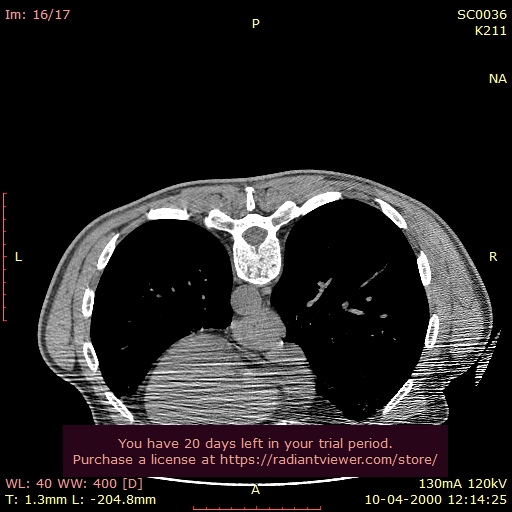 Im: 16/17
SC0036
K211
P
NA
L
R
You have 20 days left in your trial period.
Purchase a license at https://radiantviewer.com/store/
WL: 40 WW: 400 [D]
T: 1.3mm L: -204.8mm
A
130mA 120kV
10-04-2000 12:14:25